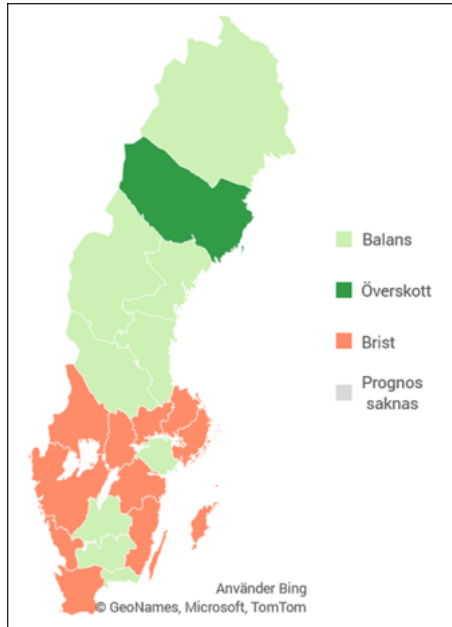 Balans
Överskott
Brist
Prognos
saknas
Använder Bing
© GeoNames, Microsoft, TomTom